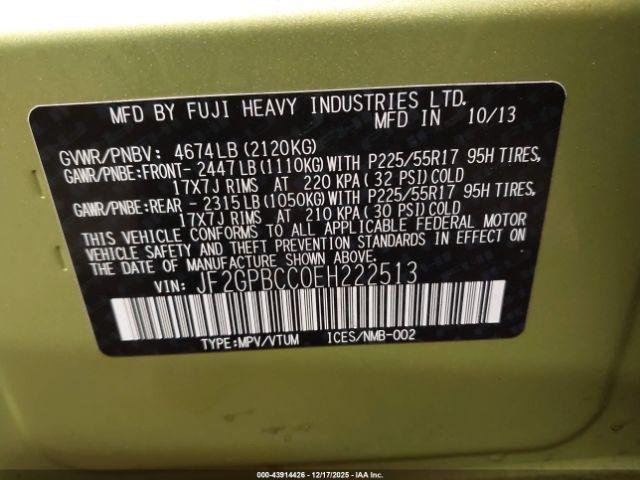 MFD BY FUJI HEAVY INDUSTRIES LTD.
MFD IN 10/13
GVWR/PNBV: 4674LB (2120KG)
GAWR/PNBE:FRONT- 2447LB(1110KG)WITH P225/55R17 95H TIRES,
17X7J RIMS AT 220 KPA(32 PSI)COLD
GAWR/PNBE:REAR - 2315LB(1050KG)WITH P225/55R17 95H TIRES,
17X7J RIMS AT 210 KPA(30 PSI)COLD
THIS VEHICLE CONFORMS TO ALL APPLICABLE FEDERAL MOTOR
VEHICLE SAFETY AND THEFT PREVENTION STANDARDS IN EFFECT ON
THE DATE OF MANUFACTURE SHOWN ABOVE.
VIN: JF2GPBCC0EH222513
TYPE:MPV/VTUM ICES/NMB-002
000-43914426 - 12/17/2025 - IAA Inc.